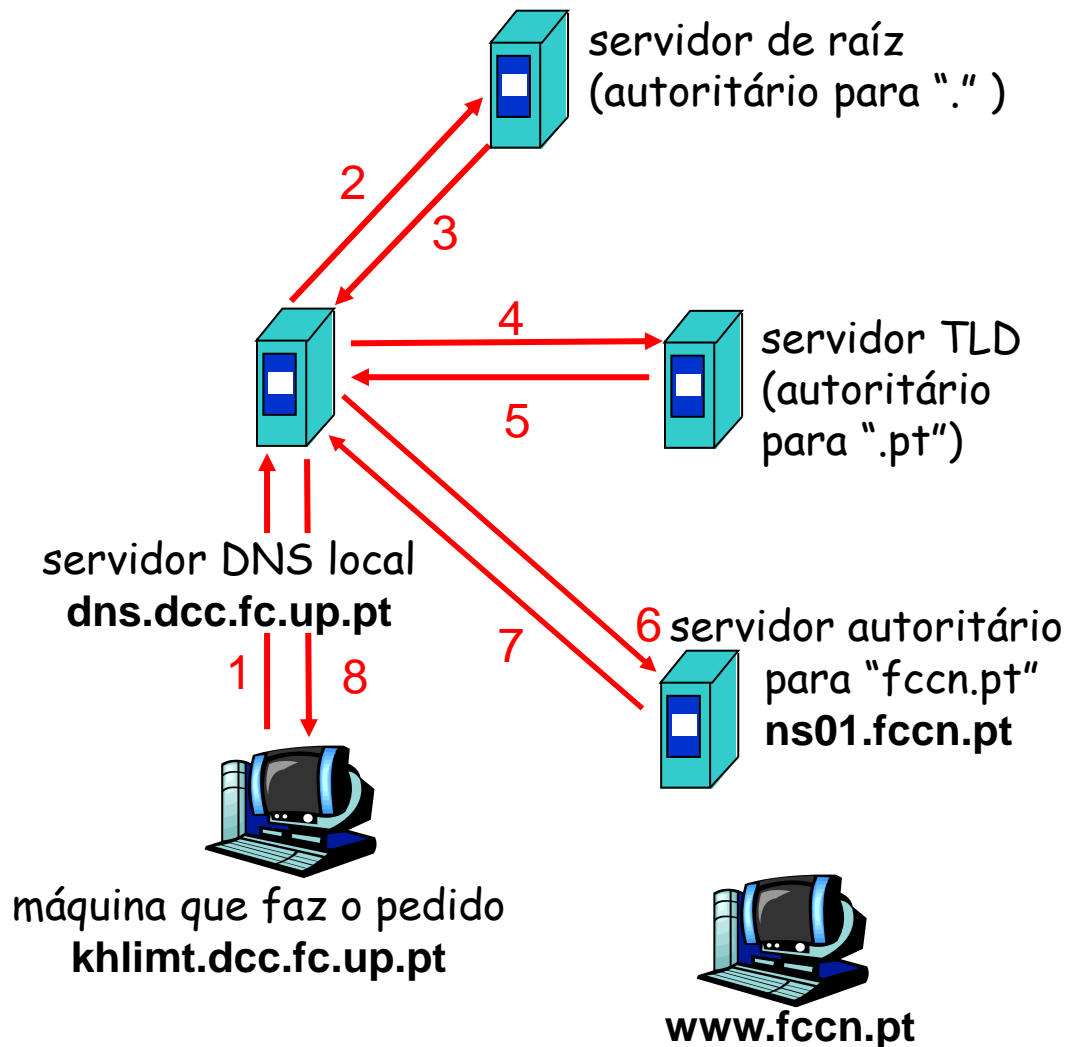 servidor de raíz
(autoritário para “.” )
2
3
4
5
servidor TLD
(autoritário
para “.pt”)
servidor DNS local
dns.dcc.fc.up.pt
1
8
7
6
servidor autoritário
para “fccn.pt”
ns01.fccn.pt
máquina que faz o pedido
khlimt.dcc.fc.up.pt
www.fccn.pt